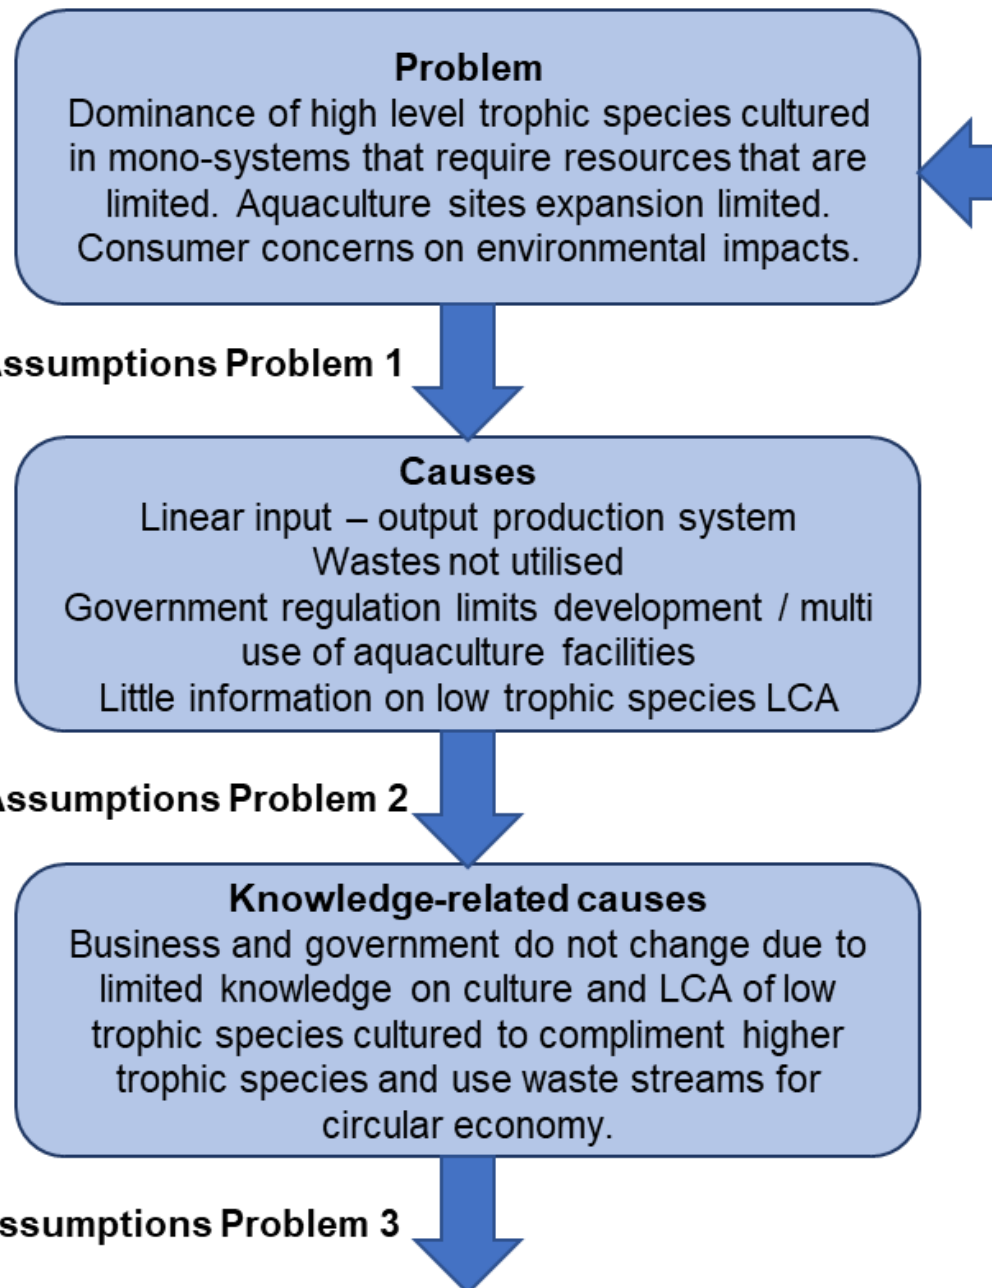 Problem
Dominance of high level trophic species cultured
in mono-systems that require resources that are
limited. Aquaculture sites expansion limited.
Consumer concerns on environmental impacts.
Assumptions Problem 1
Causes
Linear input – output production system
Wastes not utilised
Government regulation limits development / multi
use of aquaculture facilities
Little information on low trophic species LCA
Assumptions Problem 2
Knowledge-related causes
Business and government do not change due to
limited knowledge on culture and LCA of low
trophic species cultured to compliment higher
trophic species and use waste streams for
circular economy.
ssumptions Problem 3